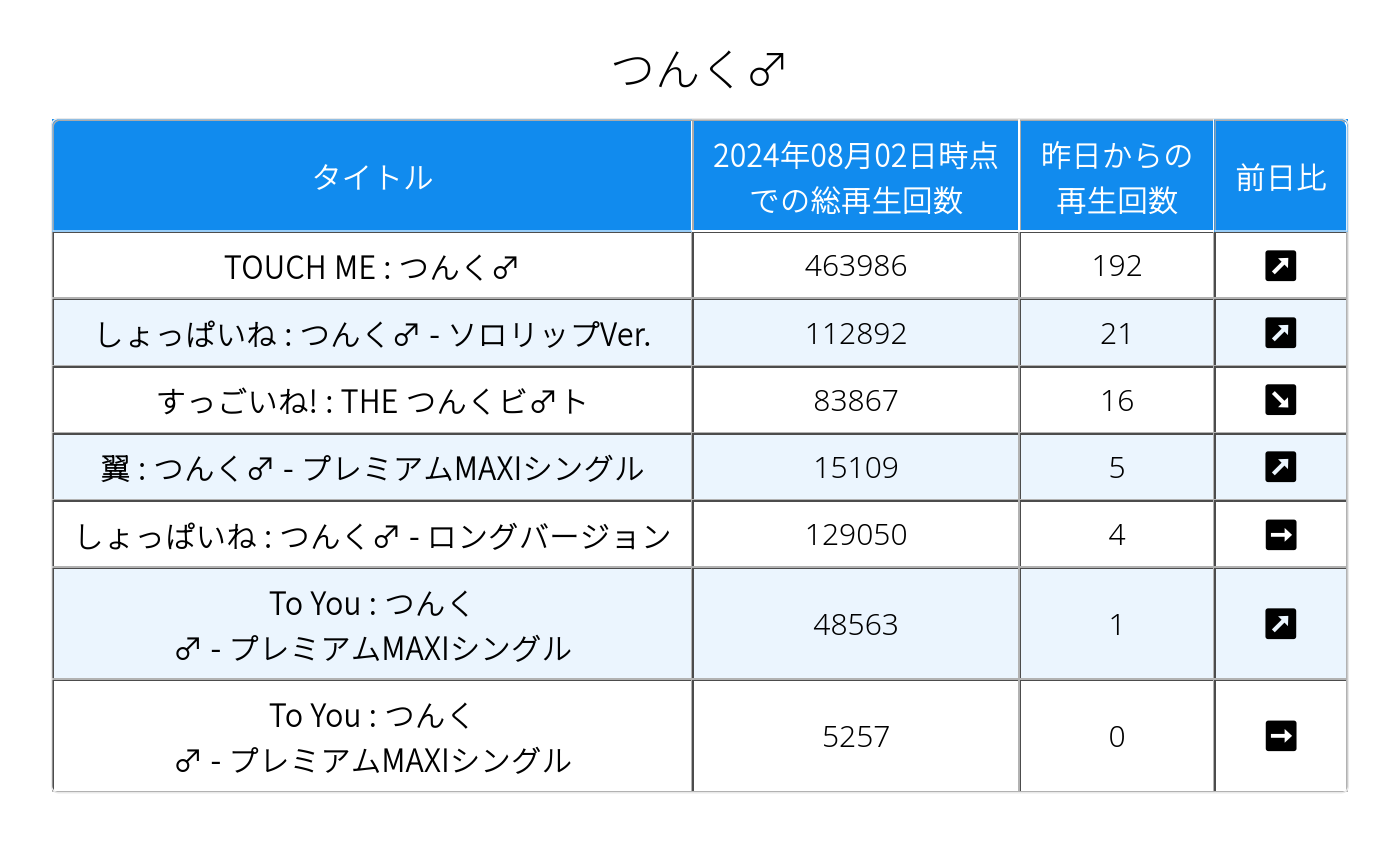 つんく♂
タイトル
2024年08月02日時点
での総再生回数
昨日からの
再生回数
前日比
TOUCH ME : つんく♂
463986
192
↗
しょっぱいね : つんく♂ - ソロリップVer.
112892
21
↗
すっごいね! : THE つんくビ♂ト
83867
16
↘
翼 : つんく♂ - プレミアムMAXIシングル
15109
5
↗
しょっぱいね : つんく♂ - ロングバージョン
129050
4
→
To You : つんく
♂ - プレミアムMAXIシングル
48563
1
↗
To You : つんく
♂ - プレミアムMAXIシングル
5257
0
→